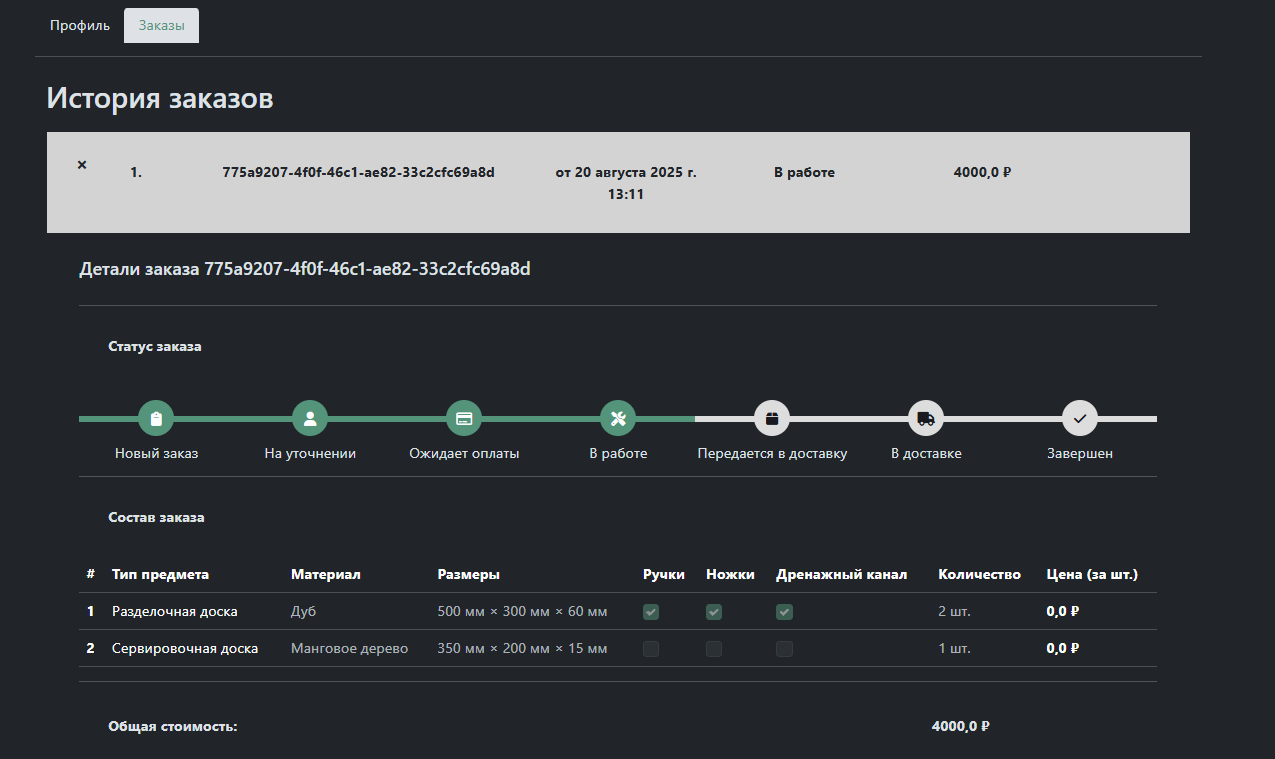 Профиль Заказы
История заказов
× 1. 775a9207-4f0f-46c1-ae82-33c2cfc69a8d от 20 августа 2025 г. В работе 4000,0 ₽
13:11
Детали заказа 775a9207-4f0f-46c1-ae82-33c2cfc69a8d
Статус заказа
Новый заказ На уточнении Ожидает оплаты В работе Передается в доставку В доставке Завершен
Состав заказа
# Тип предмета Материал Размеры Ручки Ножки Дренажный канал Количество Цена (за шт.)
1 Разделочная доска Дуб 500 мм × 300 мм × 60 мм 2 шт. 0,0 ₽
2 Сервировочная доска Манговое дерево 350 мм × 200 мм × 15 мм 1 шт. 0,0 ₽
Общая стоимость: 4000,0 ₽